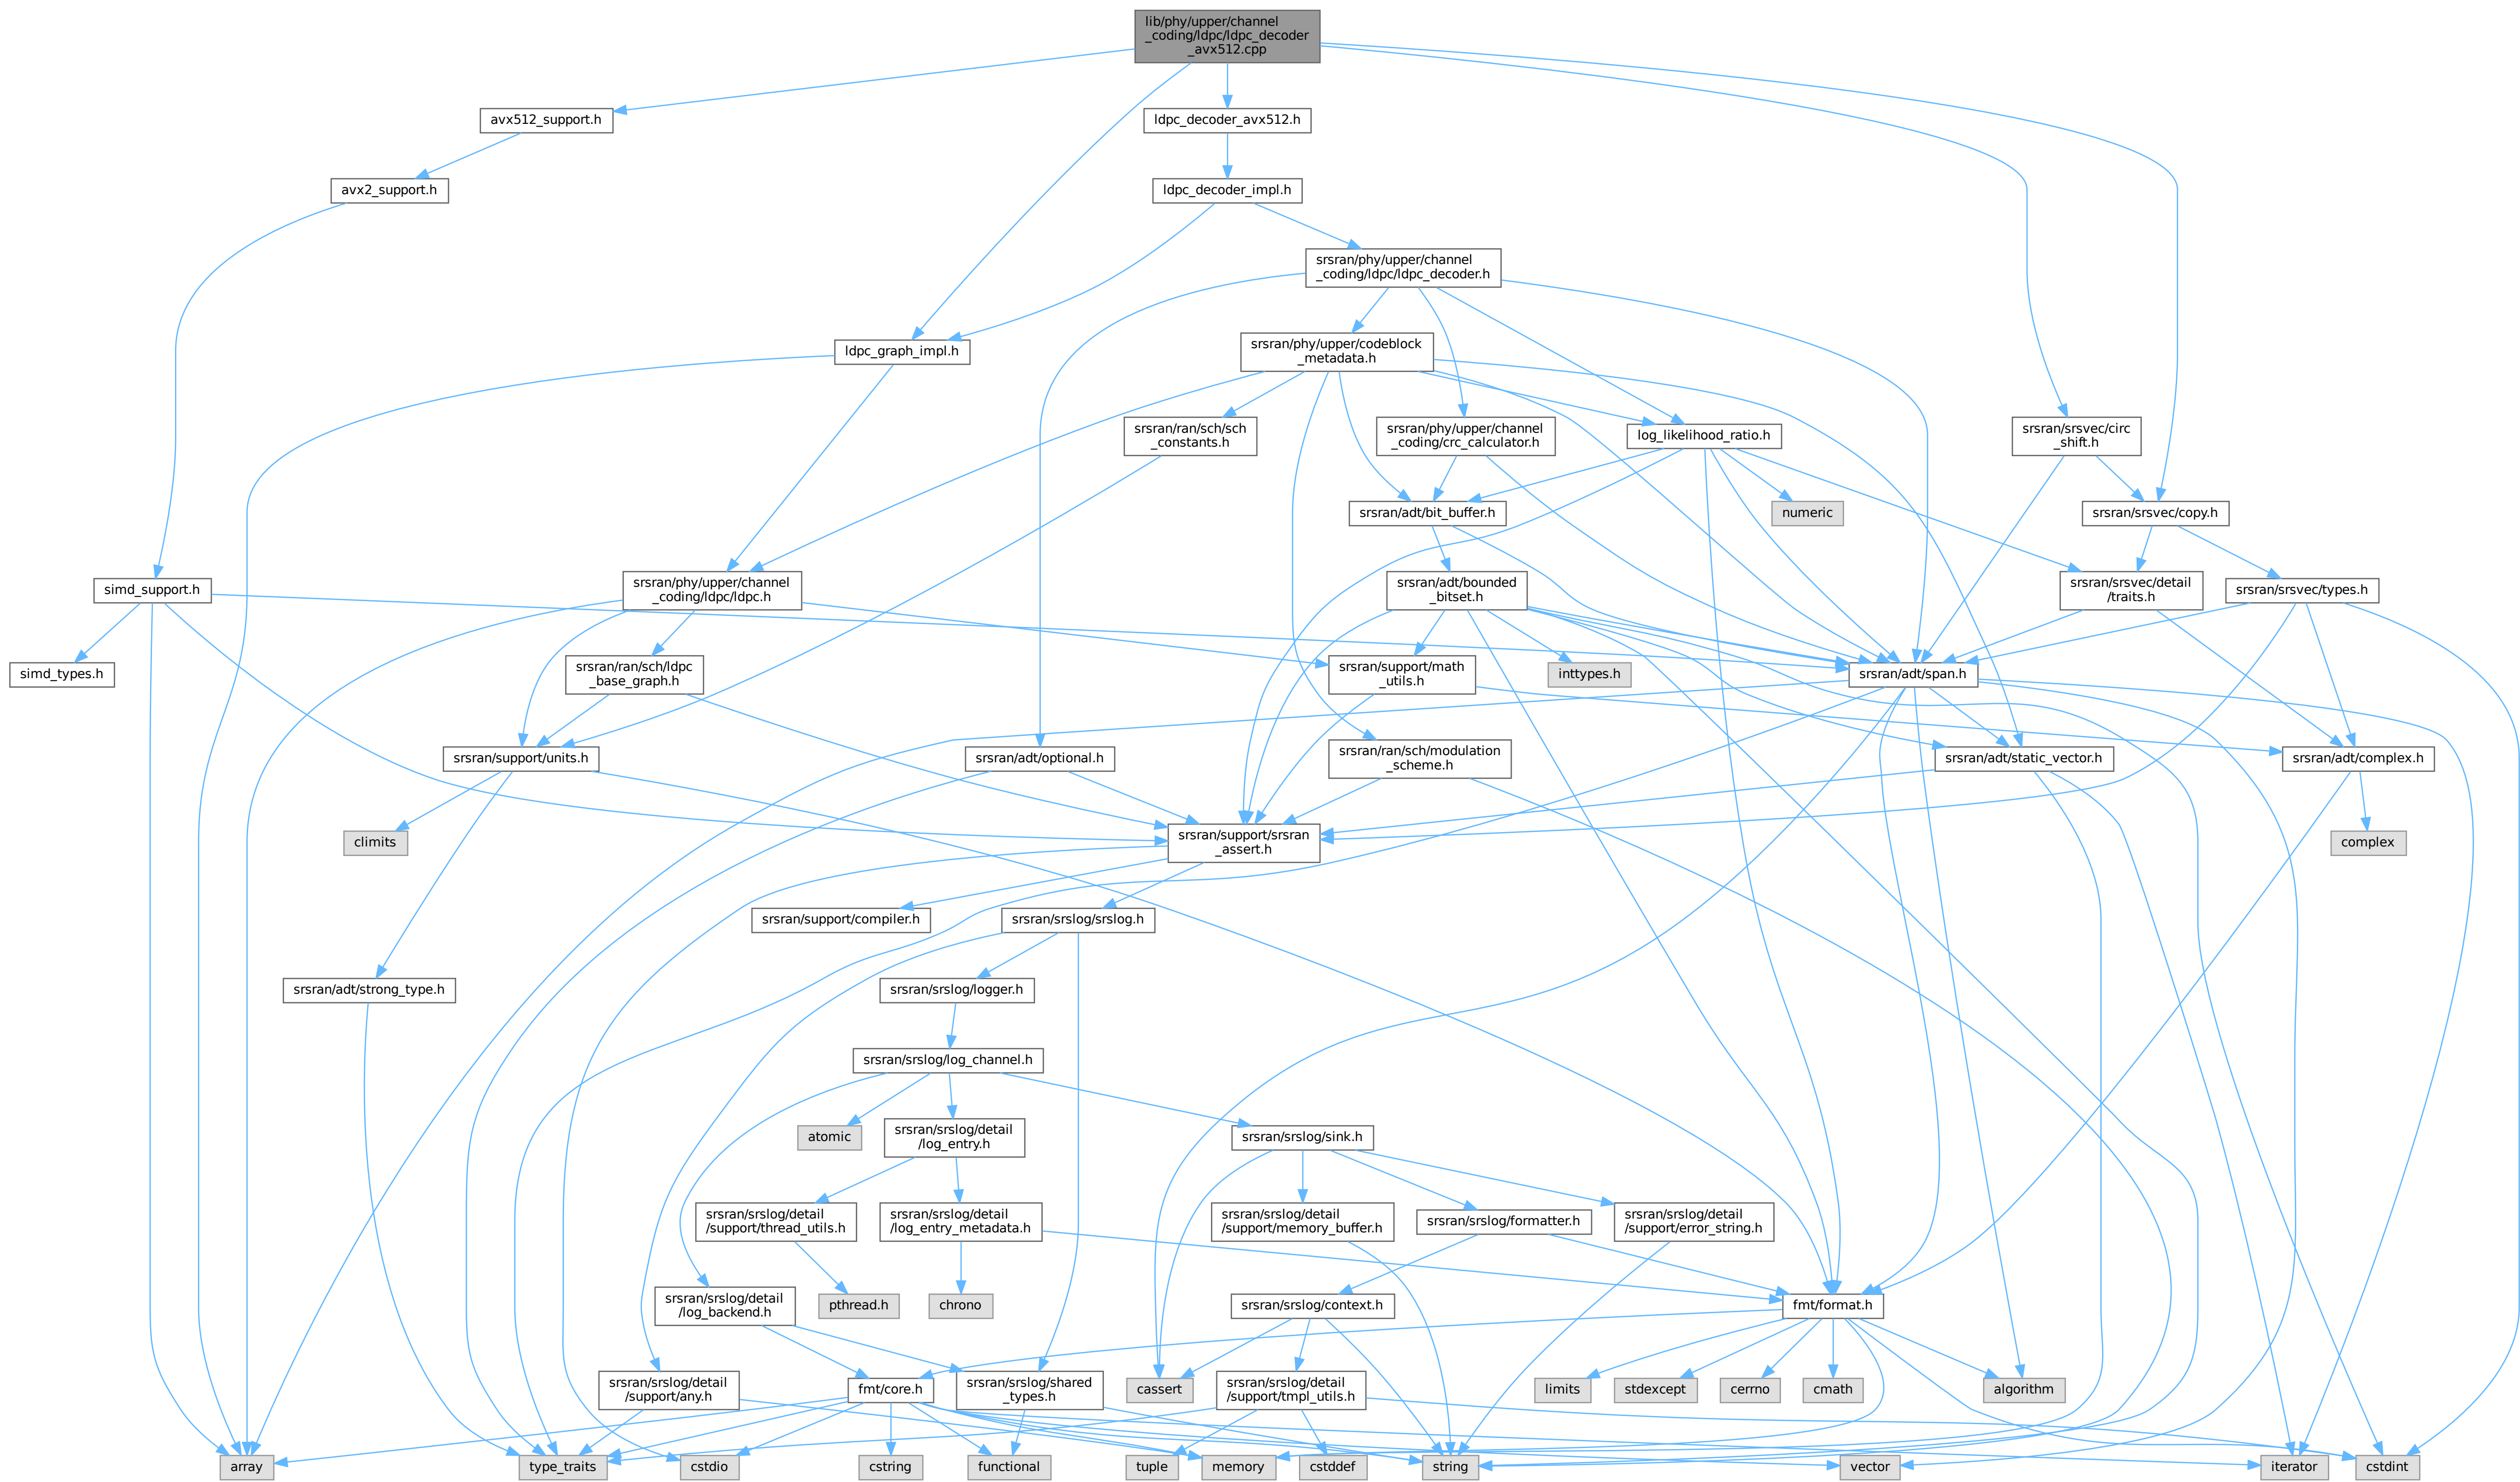 lib/phy/upper/channel
_coding/ldpc/ldpc_decoder
_avx512.cpp
avx512_support.h
ldpc_decoder_avx512.h
avx2_support.h
ldpc_decoder_impl.h
srsran/phy/upper/channel
_coding/ldpc/ldpc_decoder.h
ldpc_graph_impl.h
srsran/phy/upper/codeblock
_metadata.h
srsran/ran/sch/sch
_constants.h
srsran/phy/upper/channel
_coding/crc_calculator.h
log_likelihood_ratio.h
srsran/srsvec/circ
_shift.h
srsran/adt/bit_buffer.h
numeric
srsran/srsvec/copy.h
simd_support.h
srsran/phy/upper/channel
_coding/ldpc/ldpc.h
srsran/adt/bounded
_bitset.h
srsran/srsvec/detail
/traits.h
srsran/srsvec/types.h
simd_types.h
srsran/ran/sch/ldpc
_base_graph.h
srsran/support/math
_utils.h
inttypes.h
srsran/adt/span.h
srsran/support/units.h
srsran/adt/optional.h
srsran/ran/sch/modulation
_scheme.h
srsran/adt/static_vector.h
srsran/adt/complex.h
climits
srsran/support/srsran
_assert.h
complex
srsran/support/compiler.h
srsran/srslog/srslog.h
srsran/adt/strong_type.h
srsran/srslog/logger.h
srsran/srslog/log_channel.h
atomic
srsran/srslog/detail
/log_entry.h
srsran/srslog/sink.h
srsran/srslog/detail
/support/thread_utils.h
srsran/srslog/detail
/log_entry_metadata.h
srsran/srslog/detail
/support/memory_buffer.h
srsran/srslog/formatter.h
srsran/srslog/detail
/support/error_string.h
srsran/srslog/detail
/log_backend.h
pthread.h
chrono
srsran/srslog/context.h
fmt/format.h
srsran/srslog/detail
/support/any.h
fmt/core.h
srsran/srslog/shared
_types.h
cassert
srsran/srslog/detail
/support/tmpl_utils.h
limits
stdexcept
cerrno
cmath
algorithm
array
type_traits
cstdio
cstring
functional
tuple
memory
cstddef
string
vector
iterator
cstdint